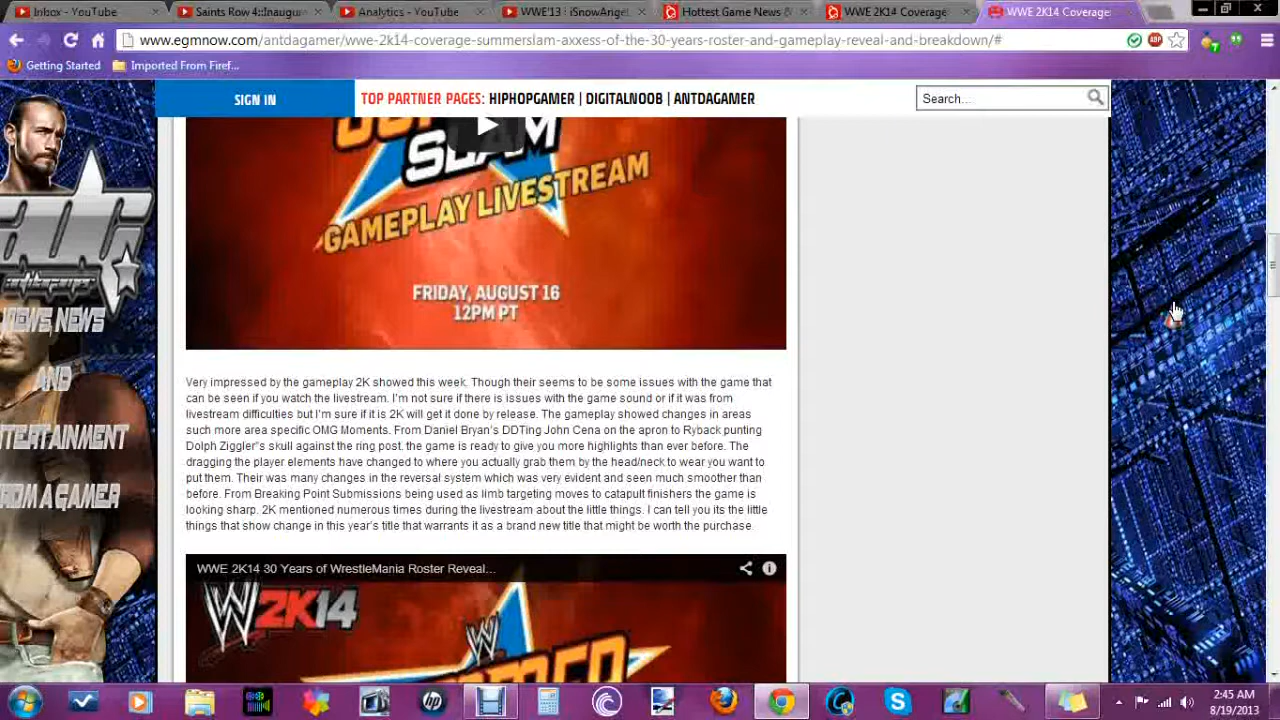 Inbox - YouTube
Saints Row 4::Inaugu
Analytics - YouTube
WWE'13 : iSnowAngel
Hottest Game News &
WWE 2K14 Coverage
WWE 2K14 Coverage:
www.egmnow.com/antdagamer/wwe-2k14-coverage-summerslam-axxess-of-the-30-years-roster-and-gameplay-reveal-and-breakdown/#
Getting Started
Imported From Firef...
SIGN IN
TOP PARTNER PAGES: HIPHOPGAMER | DIGITALNOOB | ANTDAGAMER
Search...
SLAM
GAMEPLAY LIVESTREAM
FRIDAY, AUGUST 16
12PM PT
NEWS, NEWS
AND
NTERTAINMENT
ROM A GAMER
Very impressed by the gameplay 2K showed this week. Though their seems to be some issues with the game that
can be seen if you watch the livestream. I'm not sure if there is issues with the game sound or if it was from
livestream difficulties but I'm sure if it is 2K will get it done by release. The gameplay showed changes in areas
such more area specific OMG Moments. From Daniel Bryan's DDTing John Cena on the apron to Ryback punting
Dolph Ziggler"s skull against the ring post, the game is ready to give you more highlights than ever before. The
dragging the player elements have changed to where you actually grab them by the head/neck to wear you want to
put them. Their was many changes in the reversal system which was very evident and seen much smoother than
before. From Breaking Point Submissions being used as limb targeting moves to catapult finishers the game is
looking sharp. 2K mentioned numerous times during the livestream about the little things. I can tell you its the little
things that show change in this year's title that warrants it as a brand new title that might be worth the purchase.
WWE 2K14 30 Years of WrestleMania Roster Reveal...
W 2K14
2:45 AM
8/19/2013